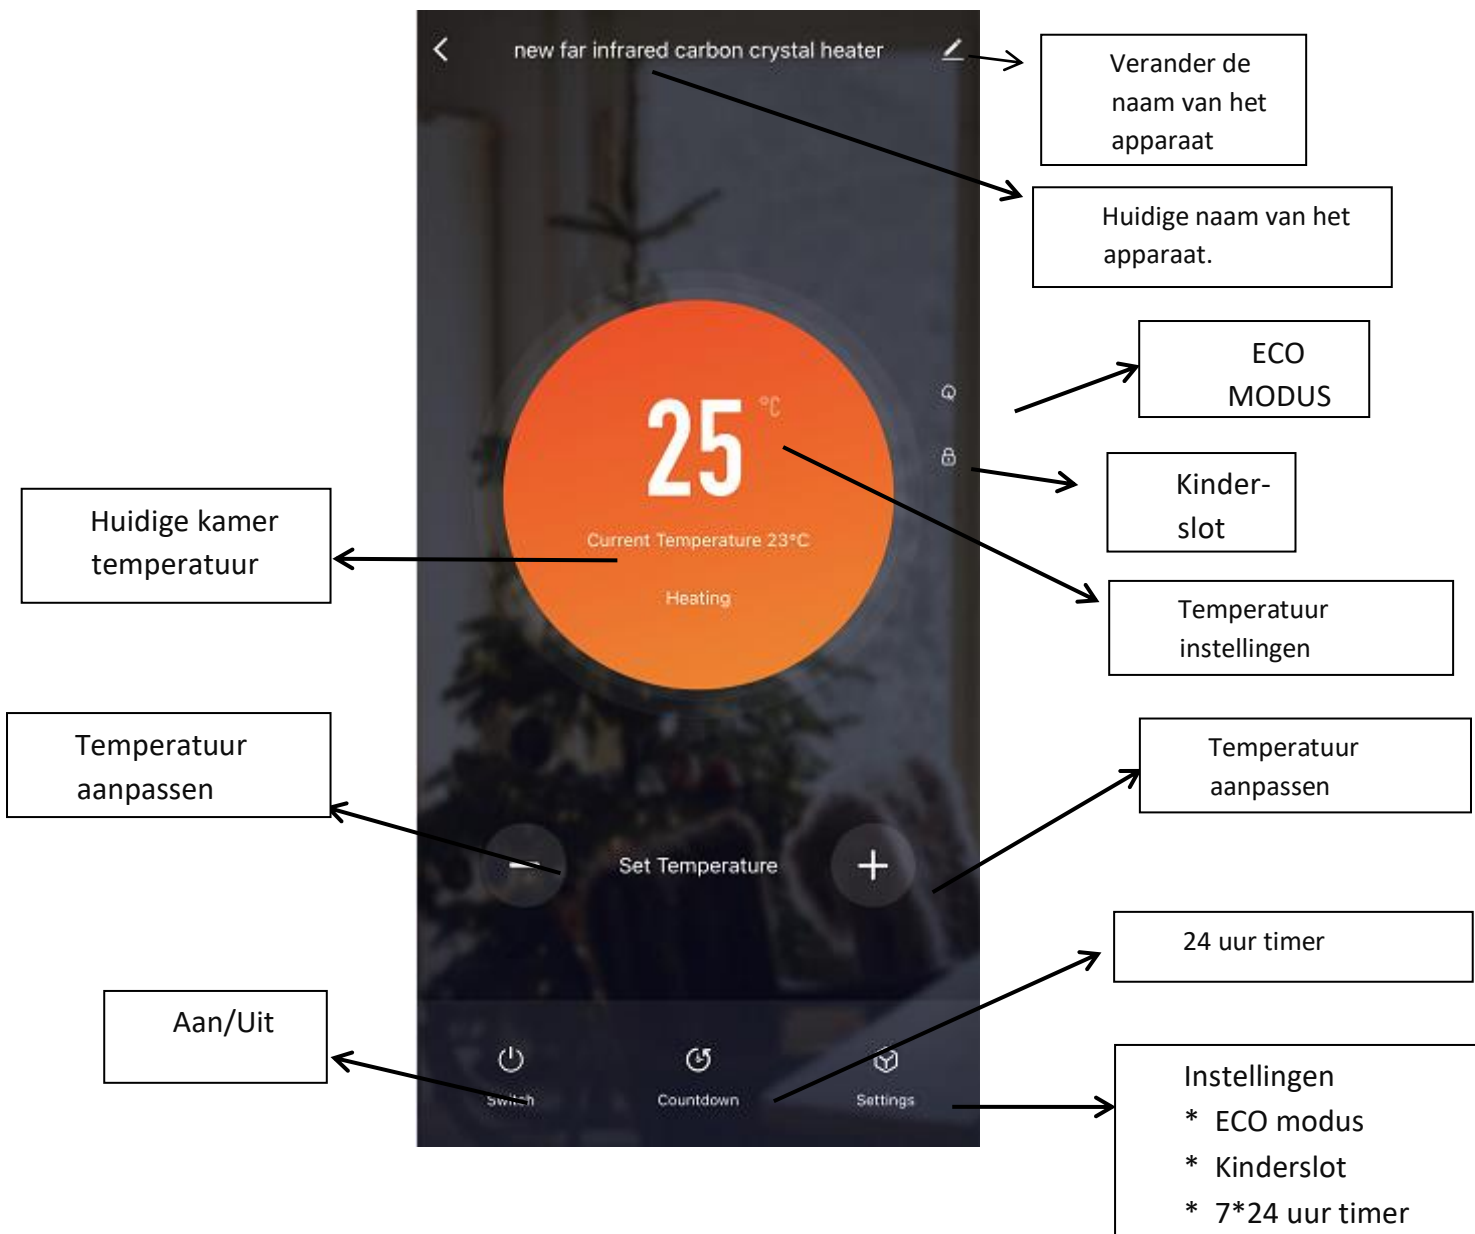 new far infrared carbon crystal heater
Verander de
naam van het
apparaat
Huidige naam van het
apparaat.
ECO
MODUS
25 °C
Kinder-
slot
Huidige kamer
temperatuur
Current Temperature 23°C
Heating
Temperatuur
instellingen
Temperatuur
aanpassen
Temperatuur
aanpassen
Set Temperature
24 uur timer
Aan/Uit
Switch
Countdown
Settings
Instellingen
* ECO modus
* Kinderslot
* 7*24 uur timer